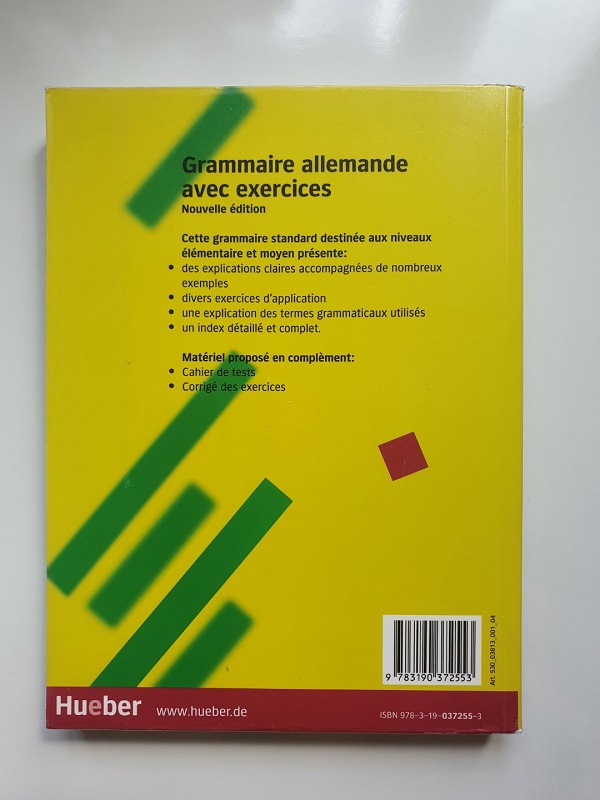 Grammaire allemande
avec exercices
Nouvelle édition
Cette grammaire standard destinée aux niveaux
élémentaire et moyen présente:
• des explications claires accompagnées de nombreux
exemples
• divers exercices d'application
• une explication des termes grammaticaux utilisés
• un index détaillé et complet.
Matériel proposé en complèment:
• Cahier de tests
• Corrigé des exercices
9 783190 372553
Art. 530_03813_001_04
Hueber www.hueber.de
ISBN 978–3–19–037255–3